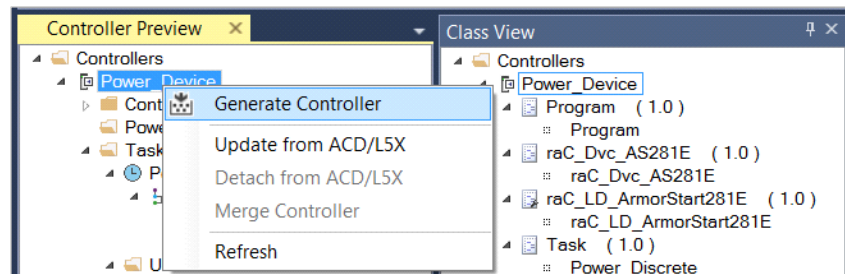 Controller Preview
Controllers
Power_Device
Cont
Powe
Task
P
U
Generate Controller
Update from ACD/L5X
Detach from ACD/L5X
Merge Controller
Refresh
Class View
Controllers
Power_Device
Program (1.0)
Program
raC_Dvc_AS281E (1.0)
raC_Dvc_AS281E
raC_LD_ArmorStart281E (1.0)
raC_LD_ArmorStart281E
Task (1.0)
Power_Discrete